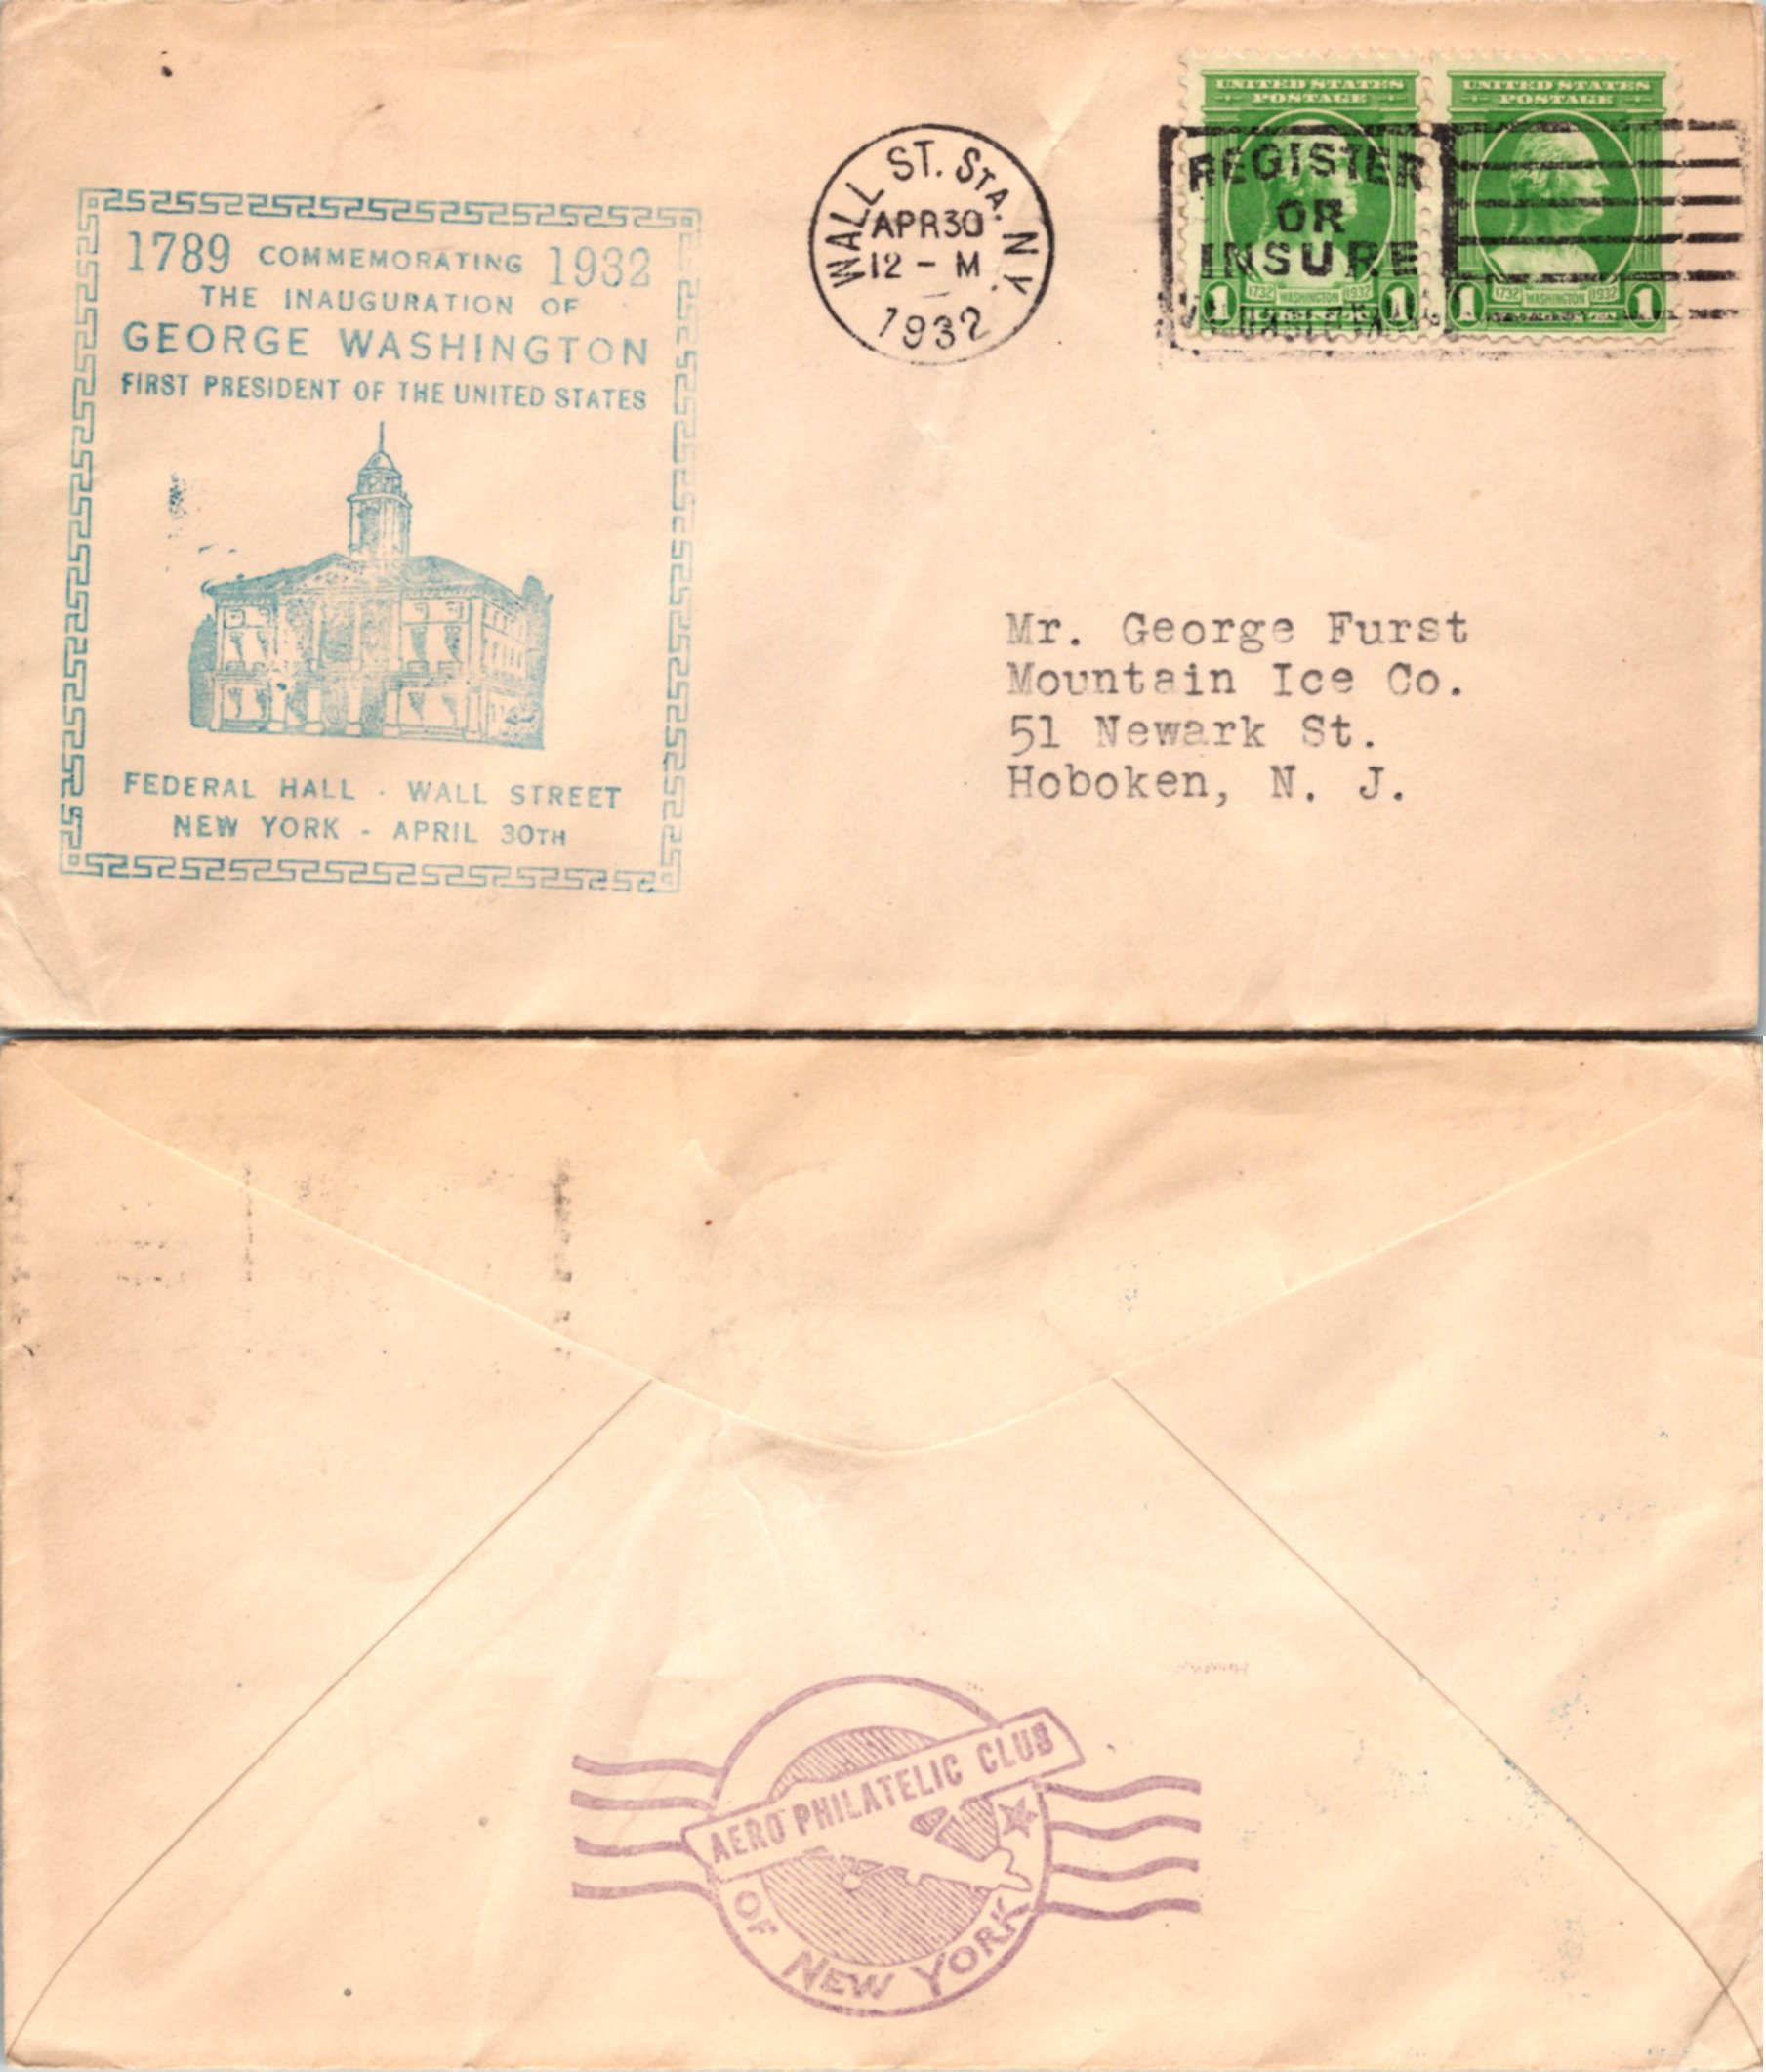 1789 COMMEMORATING 1932
THE INAUGURATION OF
GEORGE WASHINGTON
FIRST PRESIDENT OF THE UNITED STATES
FEDERAL HALL · WALL STREET
NEW YORK - APRIL 30TH
WALL ST. STA. N.Y.
APR 30
12 - M
1932
UNITED STATES
POSTAGE
1732 WASHINGTON 1932
1 1
UNITED STATES
POSTAGE
1732 WASHINGTON 1932
1 1
REGISTER
OR
INSURE
Mr. George Furst
Mountain Ice Co.
51 Newark St.
Hoboken, N. J.
AERO PHILATELIC CLUB
OF NEW YORK